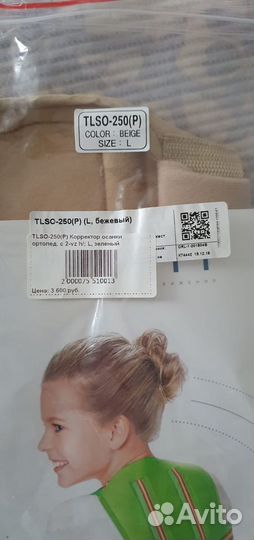 TLSO-250(P)
COLOR : BEIGE
SIZE : L
TLSO-250(P) (L, бежевый)
TLSO-250(P) Корректор осанки
ортопед. с 2-
L, зеленый
2 000075 510013
Цена: 3 600 руб.
Avito